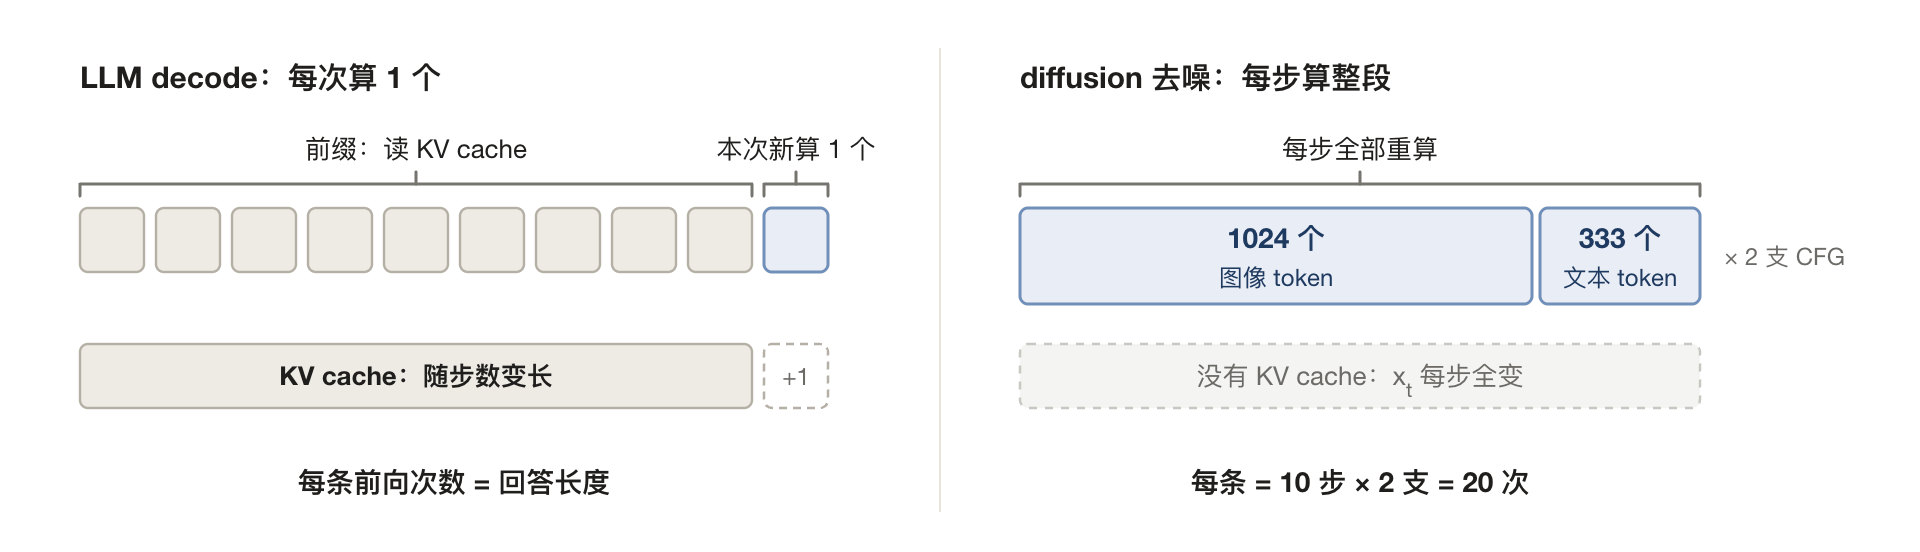 LLM decode：每次算 1 个
前缀：读 KV cache
本次新算 1 个
KV cache：随步数变长
+1
每条前向次数 = 回答长度
diffusion 去噪：每步算整段
每步全部重算
1024 个
图像 token
333 个
文本 token
× 2 支 CFG
没有 KV cache：xt 每步全变
每条 = 10 步 × 2 支 = 20 次